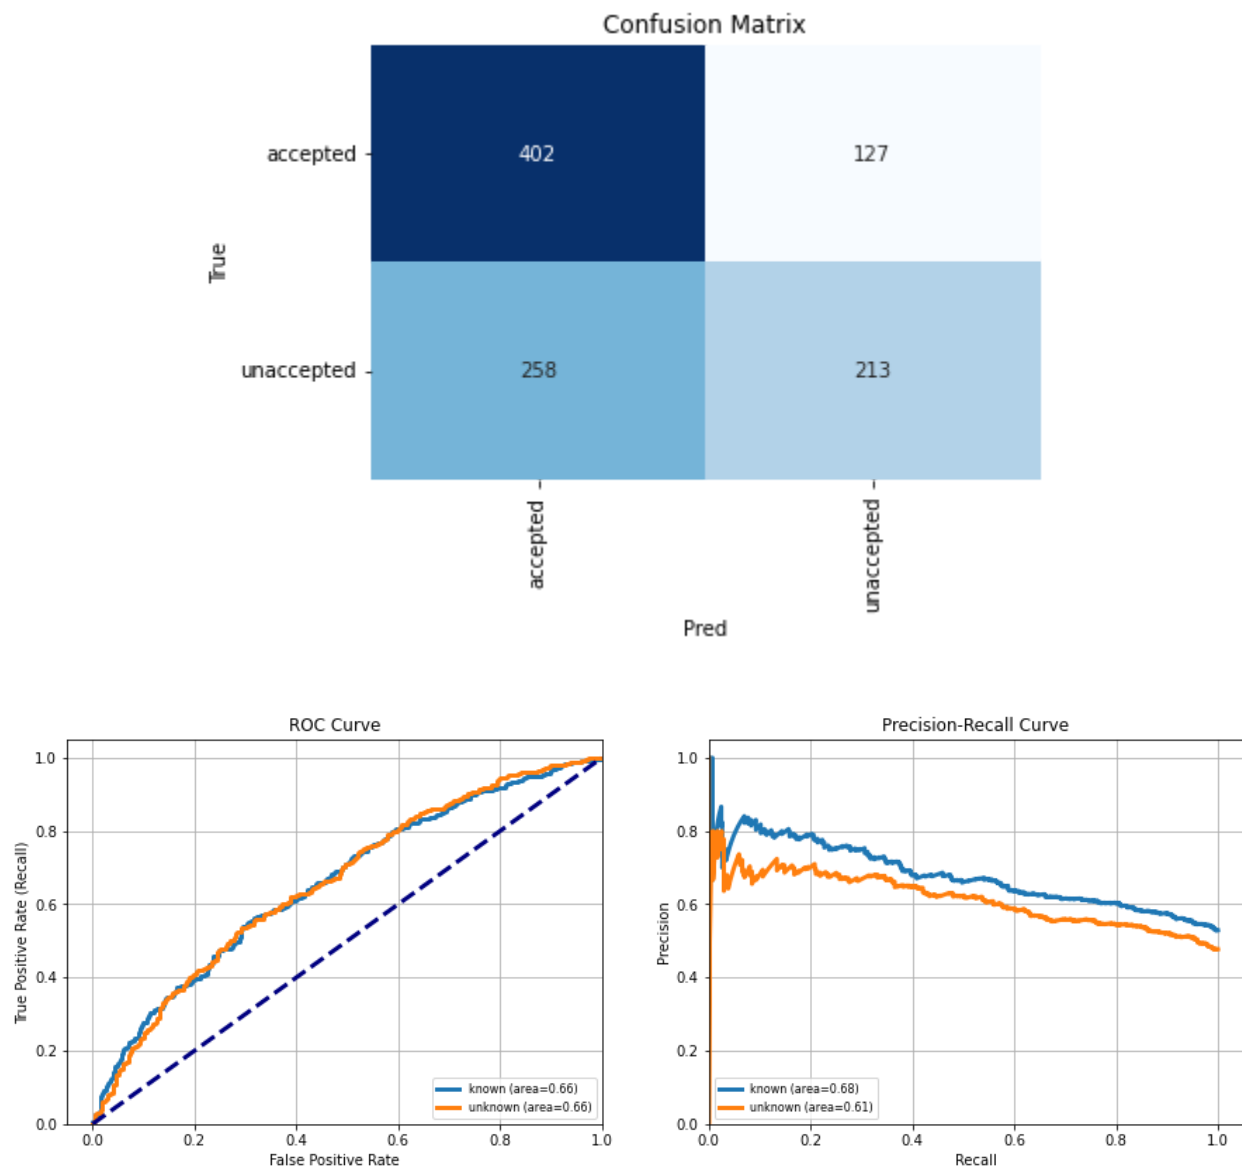 Confusion Matrix
accepted
402
127
True
unaccepted
258
213
accepted
unaccepted
Pred
ROC Curve
True Positive Rate (Recall)
1.0
0.8
0.6
0.4
0.2
0.0
0.0
0.2
0.4
0.6
0.8
1.0
False Positive Rate
known (area=0.66)
unknown (area=0.66)
Precision-Recall Curve
Precision
1.0
0.8
0.6
0.4
0.2
0.0
0.0
0.2
0.4
0.6
0.8
1.0
Recall
known (area=0.68)
unknown (area=0.61)